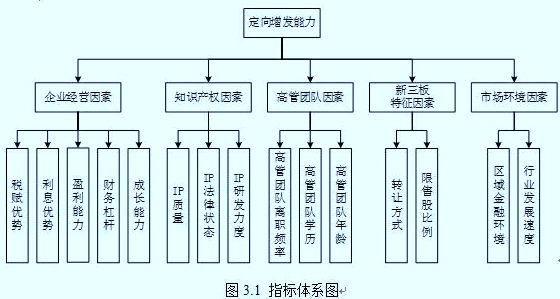 定向增发能力
企业经营因素
知识产权因素
高管团队因素
新三板
特征因素
市场环境因素
税赋优势
利息优势
盈利能力
财务杠杆
成长能力
IP质量
IP法律状态
IP研发力度
高管团队离职频率
高管团队学历
高管团队年龄
转让方式
限售股比例
区域金融环境
行业发展速度
图 3.1 指标体系图